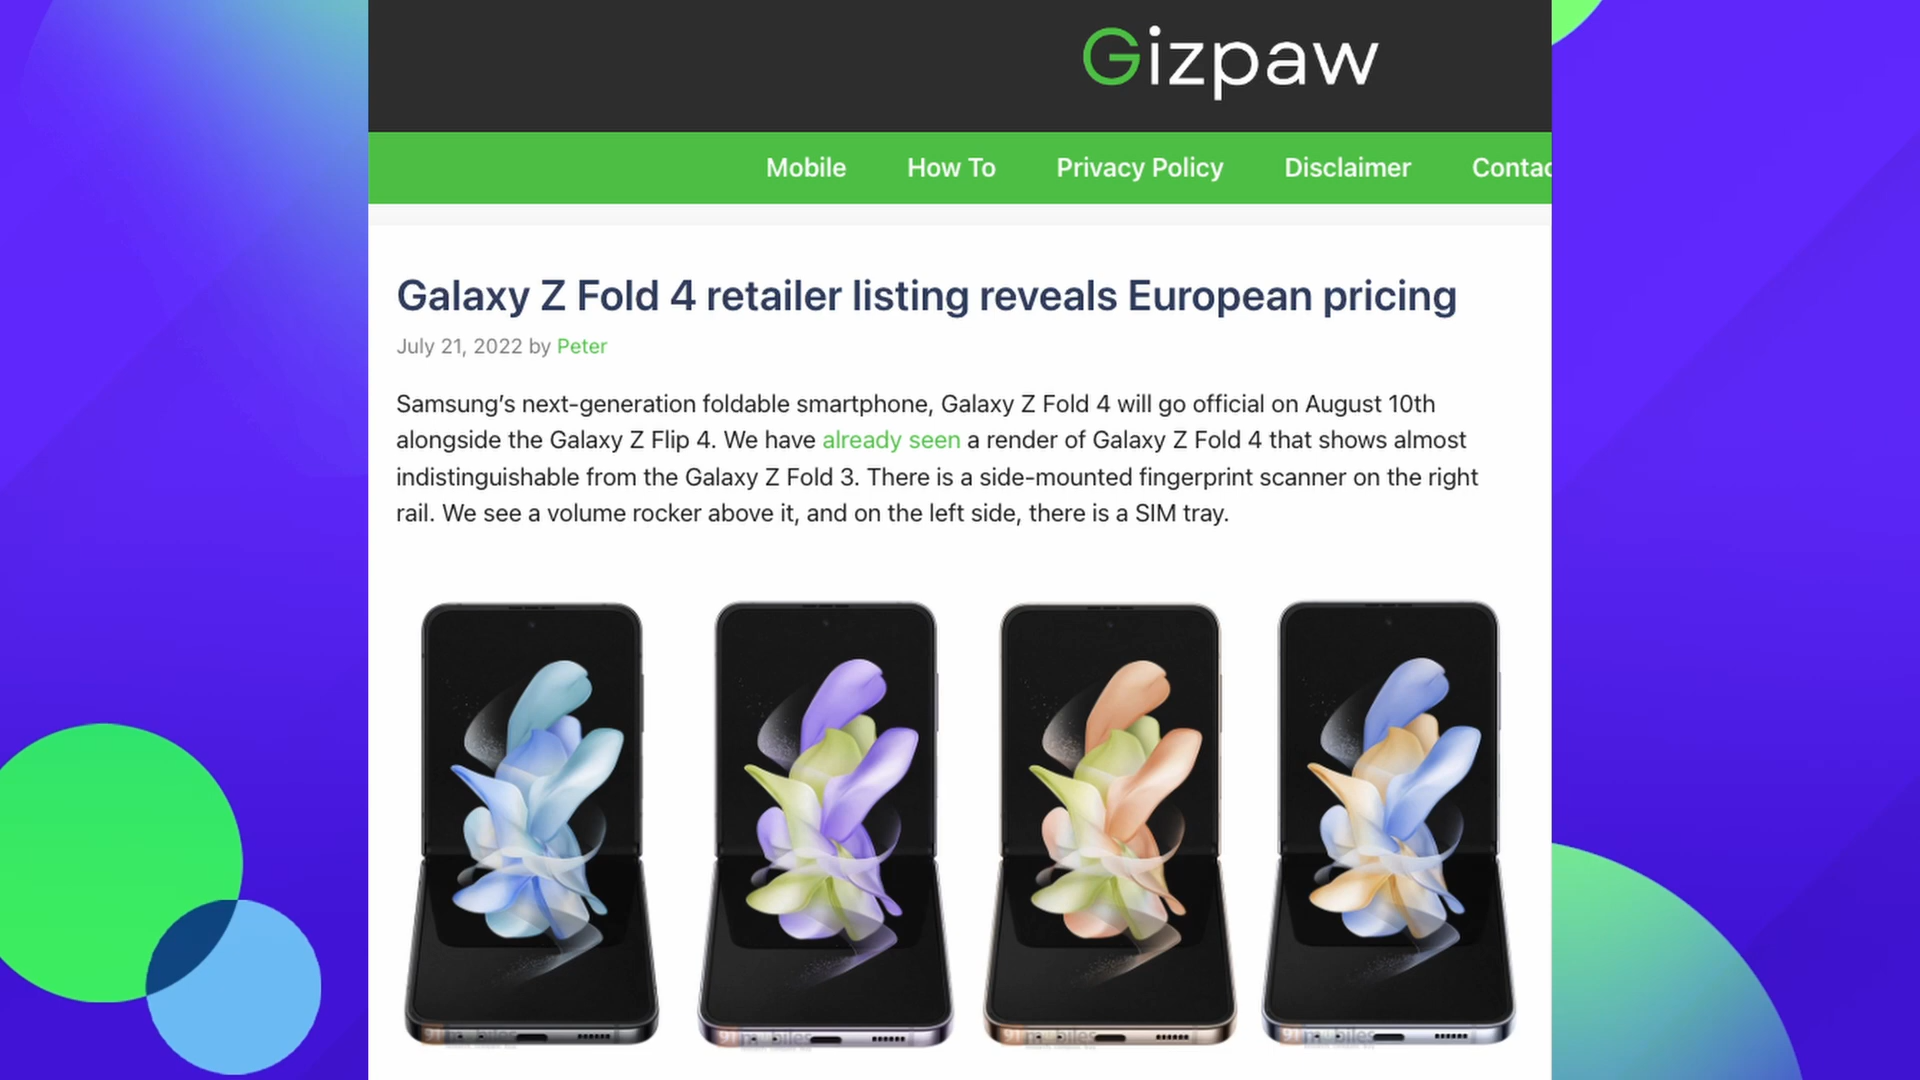 Gizpaw
Mobile How To Privacy Policy Disclaimer Contac
Galaxy Z Fold 4 retailer listing reveals European pricing
July 21, 2022 by Peter
Samsung’s next-generation foldable smartphone, Galaxy Z Fold 4 will go official on August 10th
alongside the Galaxy Z Flip 4. We have already seen a render of Galaxy Z Fold 4 that shows almost
indistinguishable from the Galaxy Z Fold 3. There is a side-mounted fingerprint scanner on the right
rail. We see a volume rocker above it, and on the left side, there is a SIM tray.
91mobiles 91mobiles 91mobiles 91mobiles